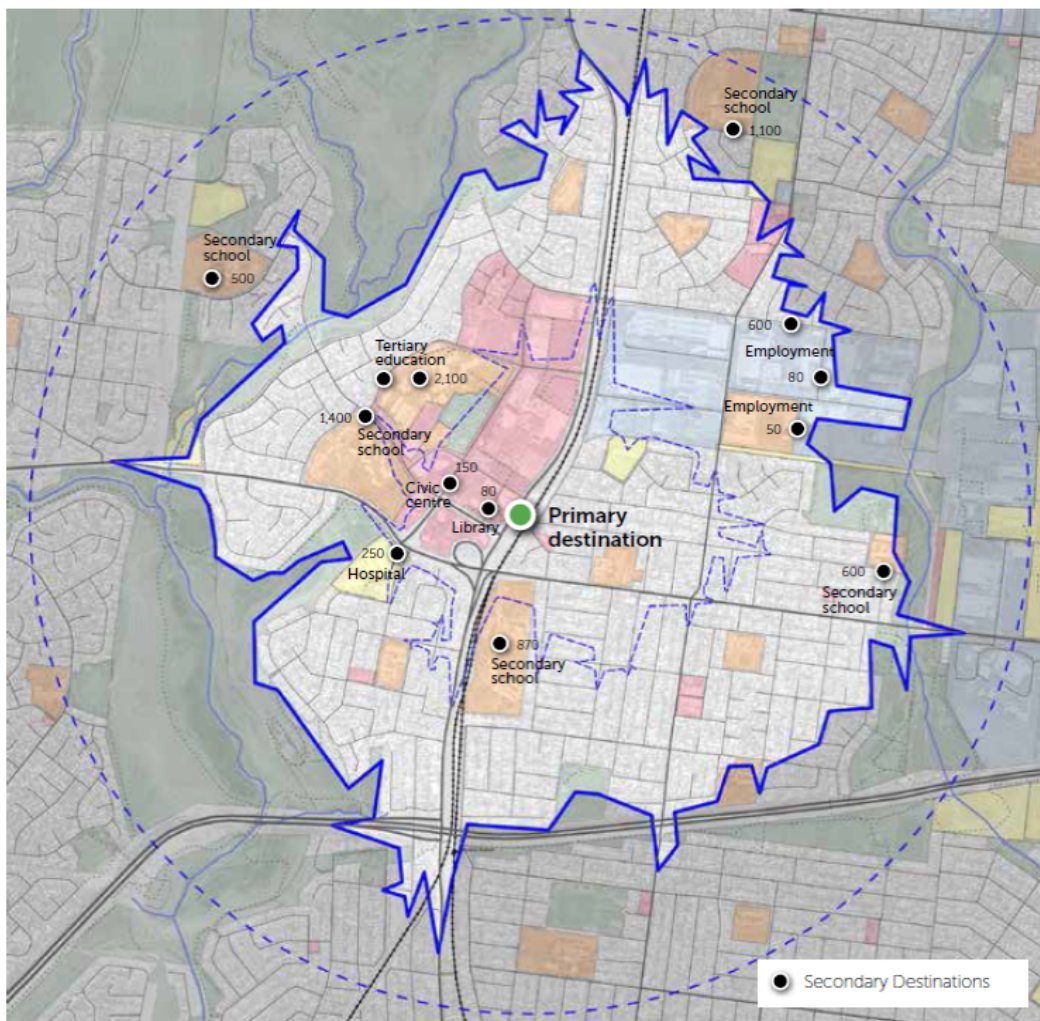 Secondary
school
1,100
Secondary
school
500
600
Employment
80
Tertiary
education
2,100
1,400
Secondary
school
Employment
50
150
Civic
centre
80
Library
Primary
destination
250
Hospital
600
Secondary
school
870
Secondary
school
Secondary Destinations